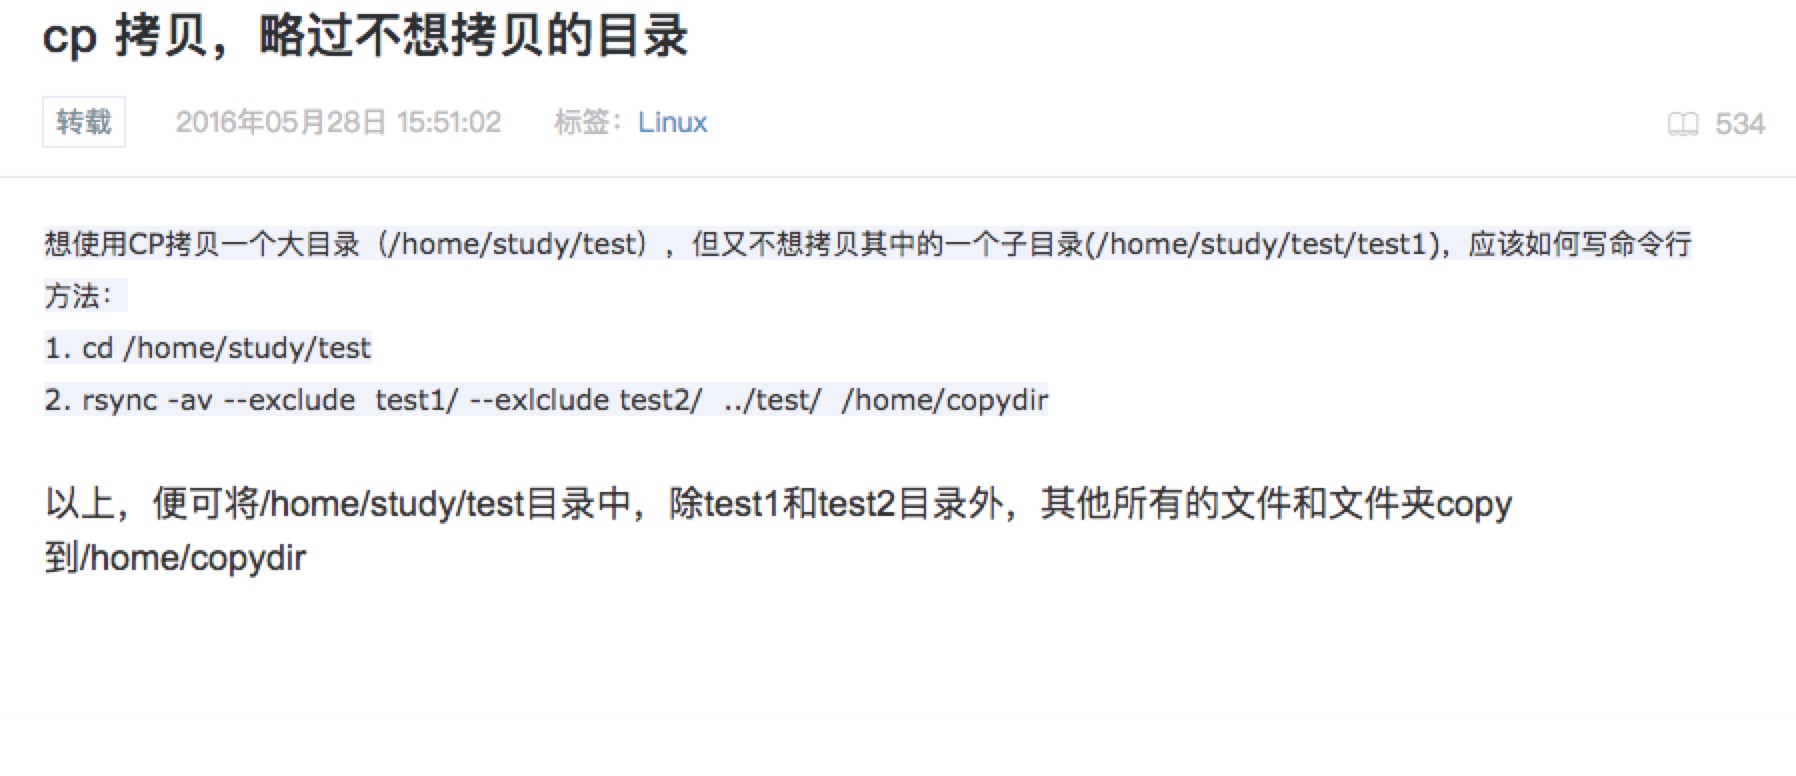 cp 拷贝，略过不想拷贝的目录
转载 2016年05月28日 15:51:02 标签： Linux 534
想使用CP拷贝一个大目录（/home/study/test），但又不想拷贝其中的一个子目录(/home/study/test/test1)，应该如何写命令行
方法：
1. cd /home/study/test
2. rsync -av --exclude  test1/ --exlclude test2/  ../test/  /home/copydir
以上，便可将/home/study/test目录中，除test1和test2目录外，其他所有的文件和文件夹copy
到/home/copydir